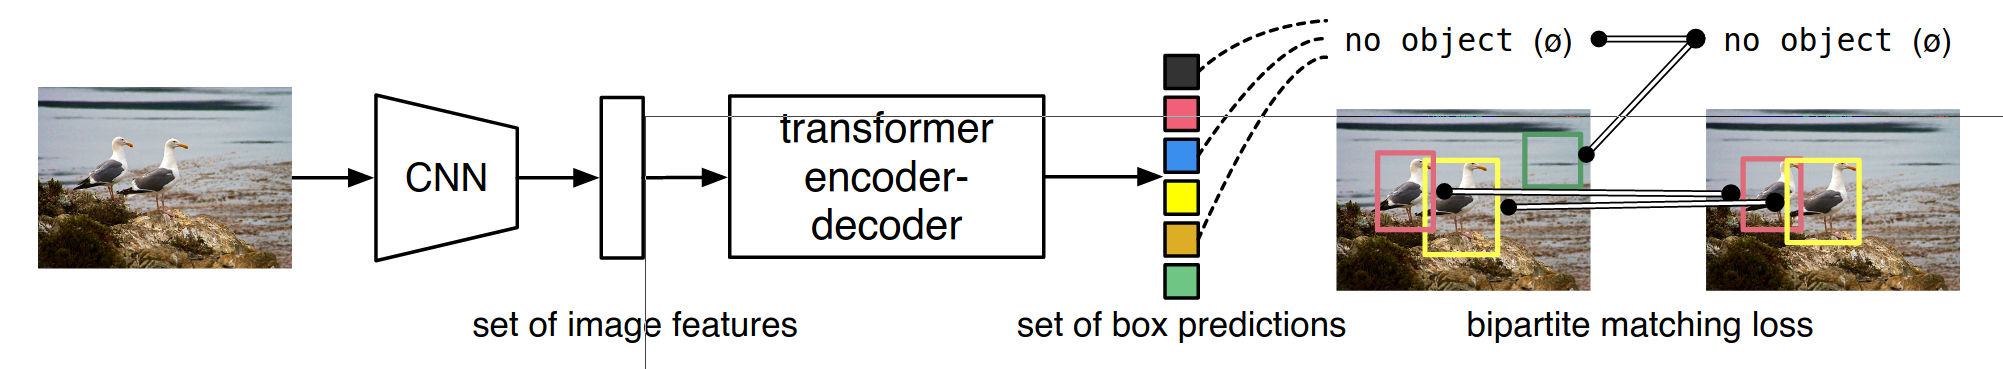 no object (ø)
no object (ø)
CNN
transformer
encoder-
decoder
set of image features
set of box predictions
bipartite matching loss